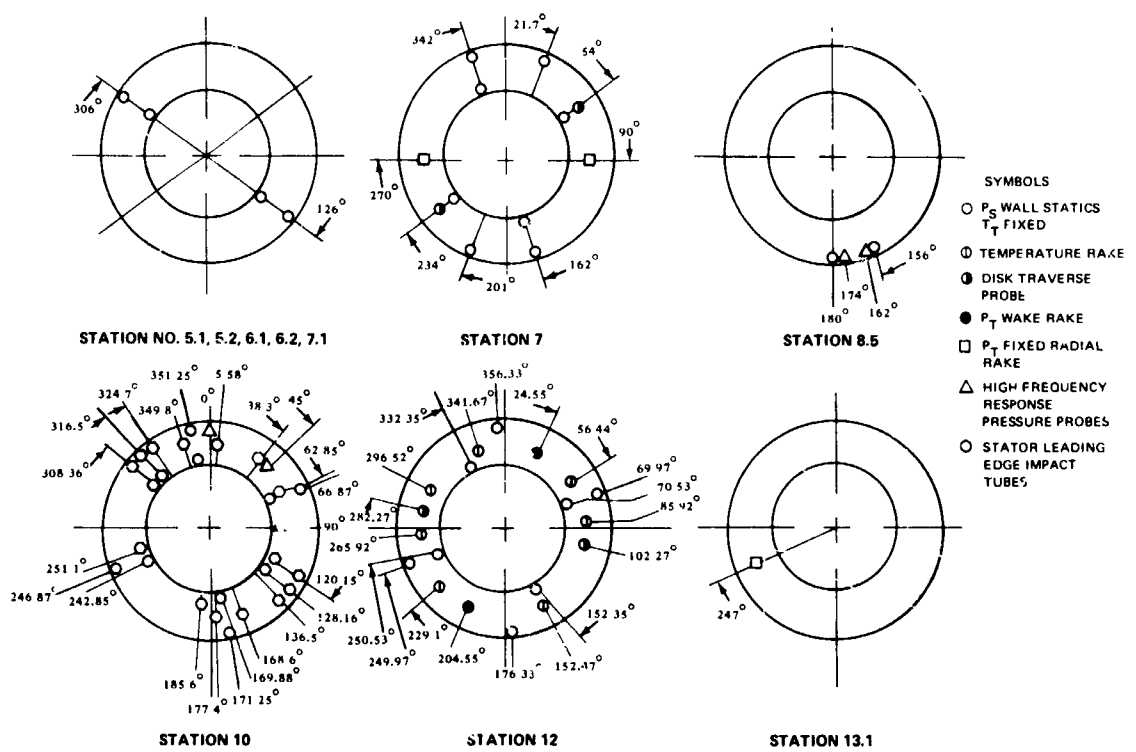 306°
126°
STATION NO. 5.1, 5.2, 6.1, 6.2, 7.1
342°
21.7°
54°
90°
270°
234°
201°
162°
STATION 7
156°
174°
162°
180°
STATION 8.5
SYMBOLS
P_S WALL STATICS
T_T FIXED
TEMPERATURE RAKE
DISK TRAVERSE
PROBE
P_T WAKE RAKE
P_T FIXED RADIAL
RAKE
HIGH FREQUENCY
RESPONSE
PRESSURE PROBES
STATOR LEADING
EDGE IMPACT
TUBES
351 25°
0°
5.58°
324.7°
349.8°
38 3°
45°
316.5°
62 85°
308 36°
66 87°
90°
251 1°
246 87°
242.85°
120 15°
128.16°
136.5°
168 6°
169.88°
185 6°
171 25°
177 4°
STATION 10
356.33°
341.67°
24.55°
332 35°
56 44°
296 52°
69 97°
70 53°
85 92°
282.27°
265 92°
102 27°
250.53°
229 1°
152 35°
249.97°
204.55°
152.47°
176 33°
STATION 12
247°
STATION 13.1